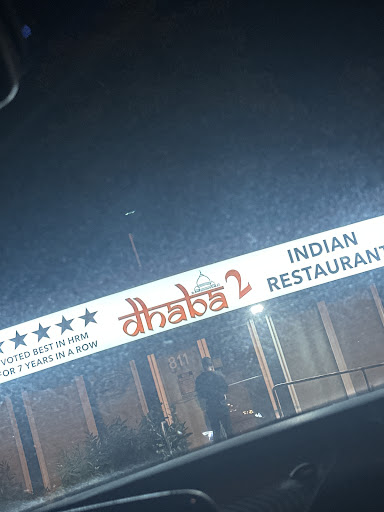 VOTED BEST IN HRM
FOR 7 YEARS IN A ROW
dhaba 2
INDIAN
RESTAURANT
811